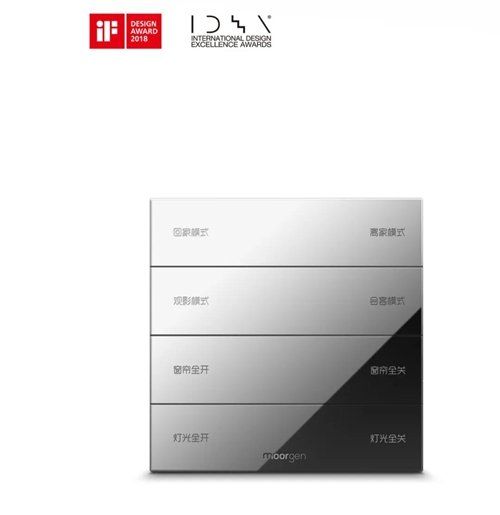 iF
DESIGN
AWARD
2018
IDEA
INTERNATIONAL DESIGN
EXCELLENCE AWARDS
回家模式 离家模式
观影模式 会客模式
窗帘全开 窗帘全关
灯光全开 灯光全关
moorgen